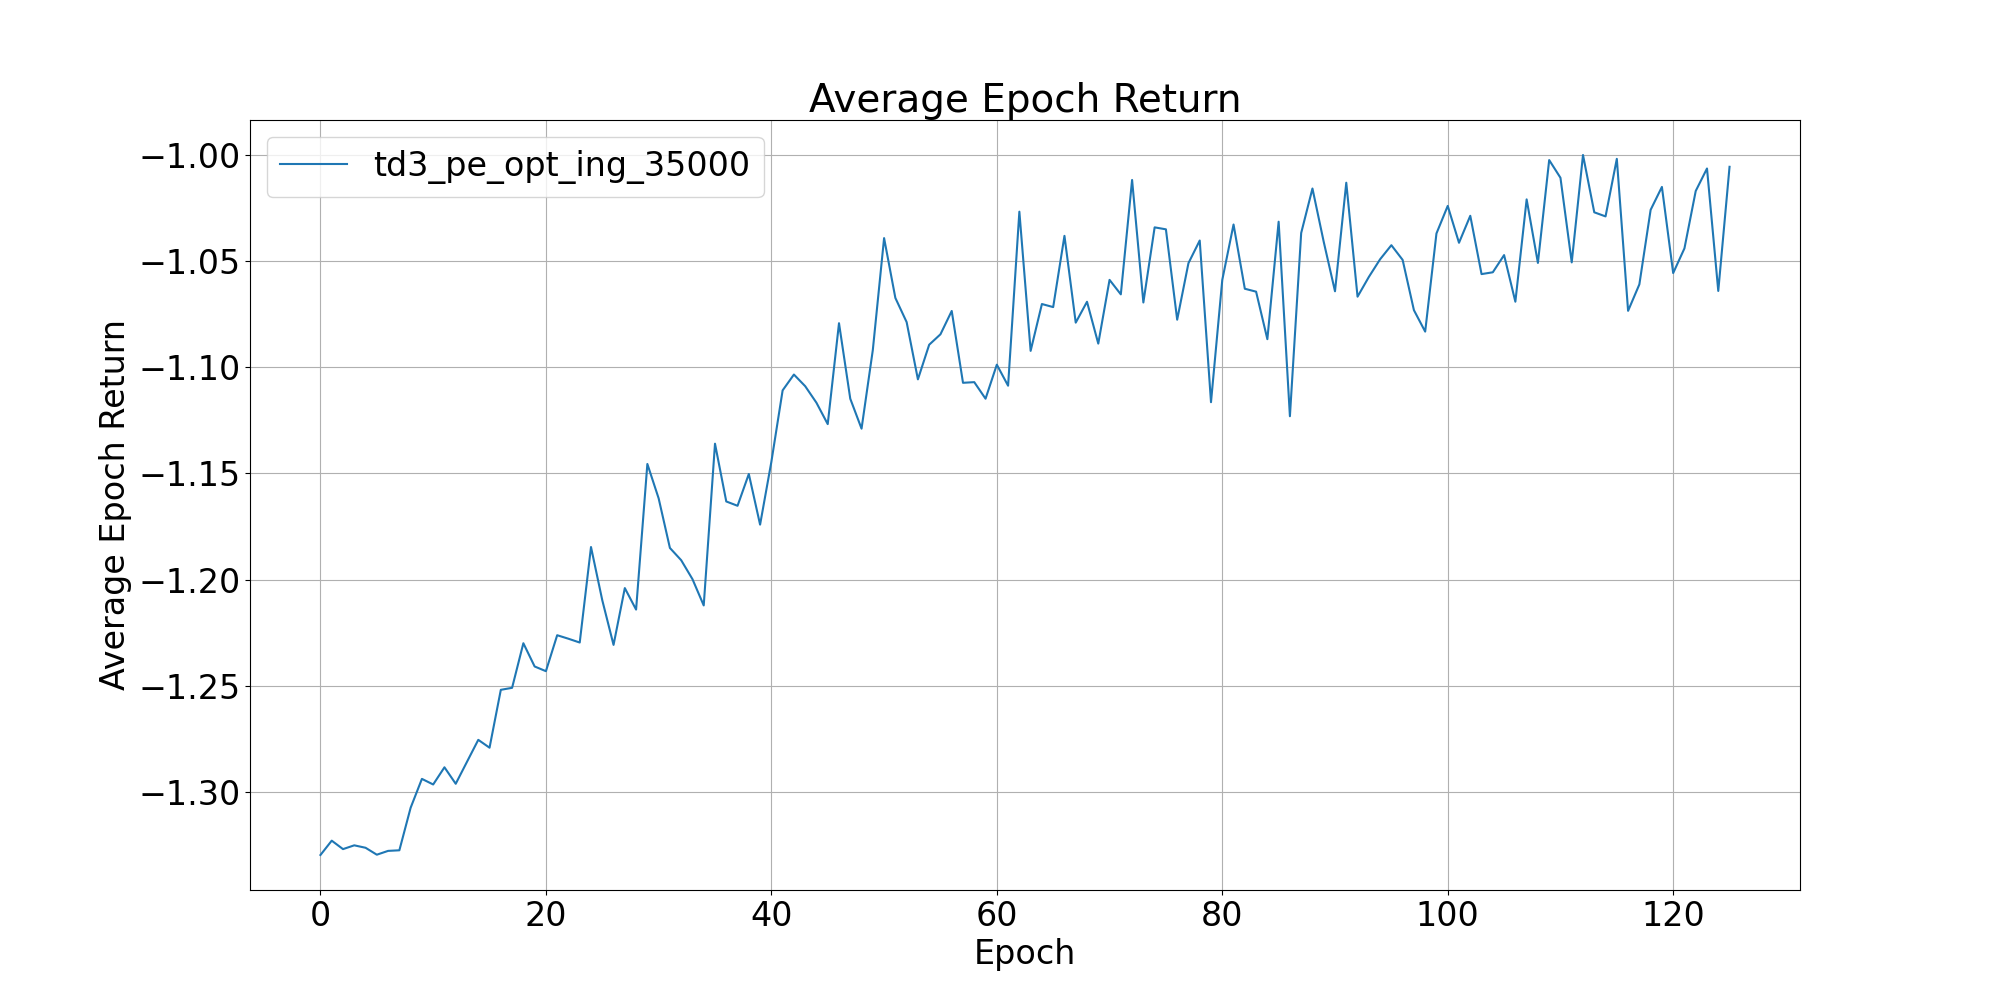 Average Epoch Return
td3_pe_opt_ing_35000
Average Epoch Return
−1.00
−1.05
−1.10
−1.15
−1.20
−1.25
−1.30
0 20 40 60 80 100 120
Epoch